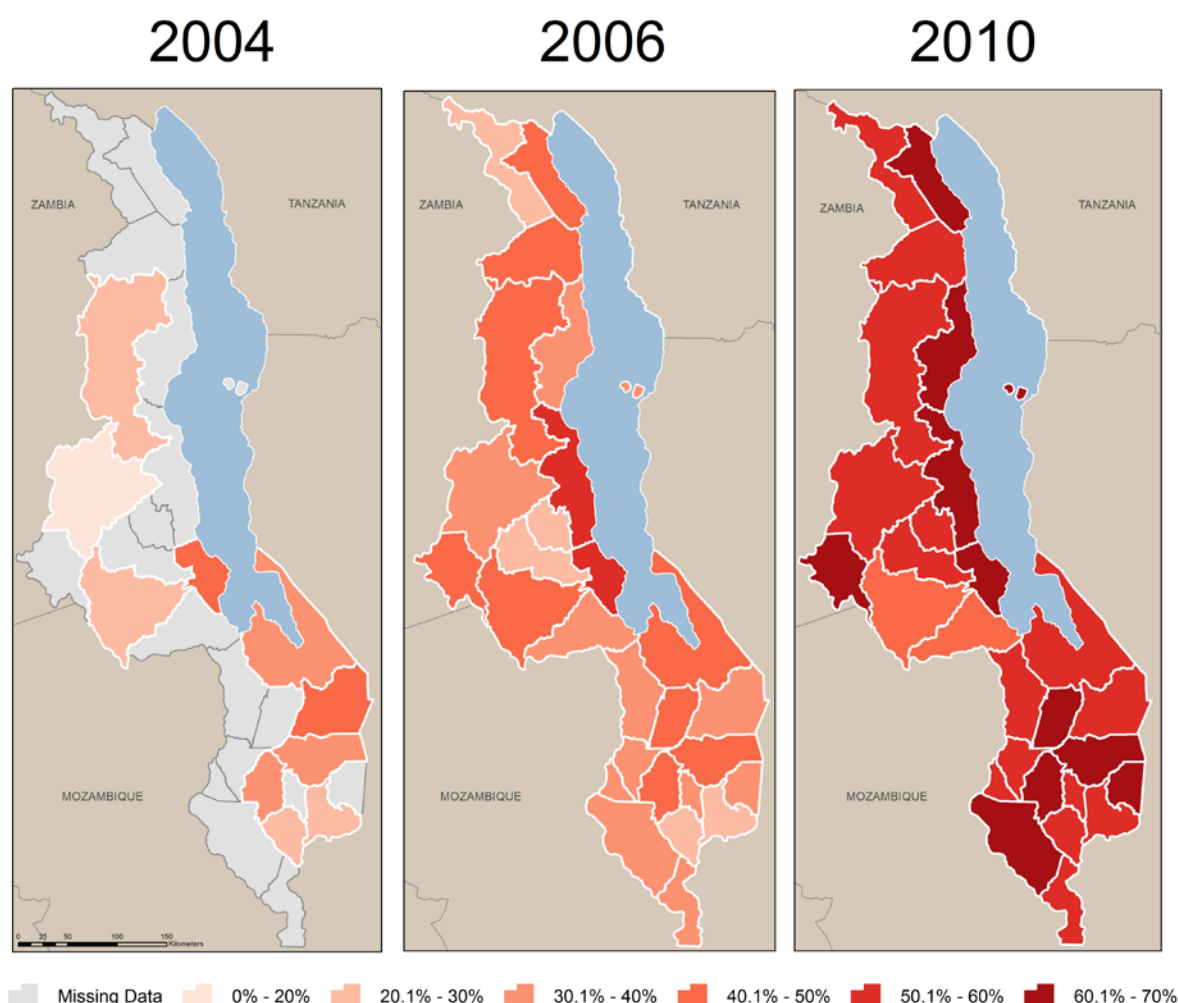 2004 2006 2010
ZAMBIA TANZANIA ZAMBIA TANZANIA ZAMBIA TANZANIA
MOZAMBIQUE MOZAMBIQUE MOZAMBIQUE
0 25 50 100 150
Kilometers
Missing Data 0% - 20% 20.1% - 30% 30.1% - 40% 40.1% - 50% 50.1% - 60% 60.1% - 70%